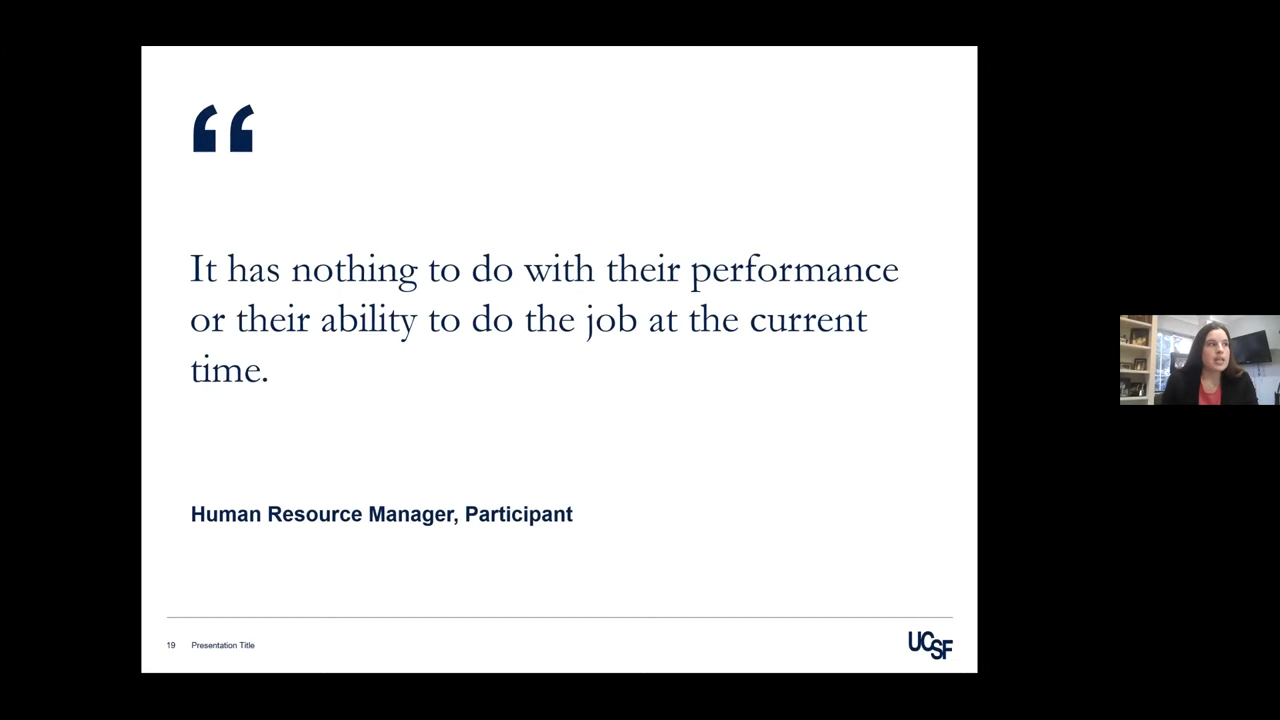 “
It has nothing to do with their performance
or their ability to do the job at the current
time.
Human Resource Manager, Participant
19 Presentation Title
UCSF